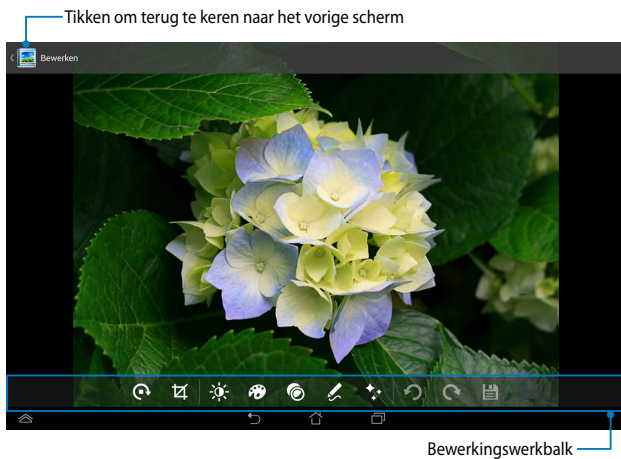 Tikken om terug te keren naar het vorige scherm
Bewerken
Bewerkingswerkbalk